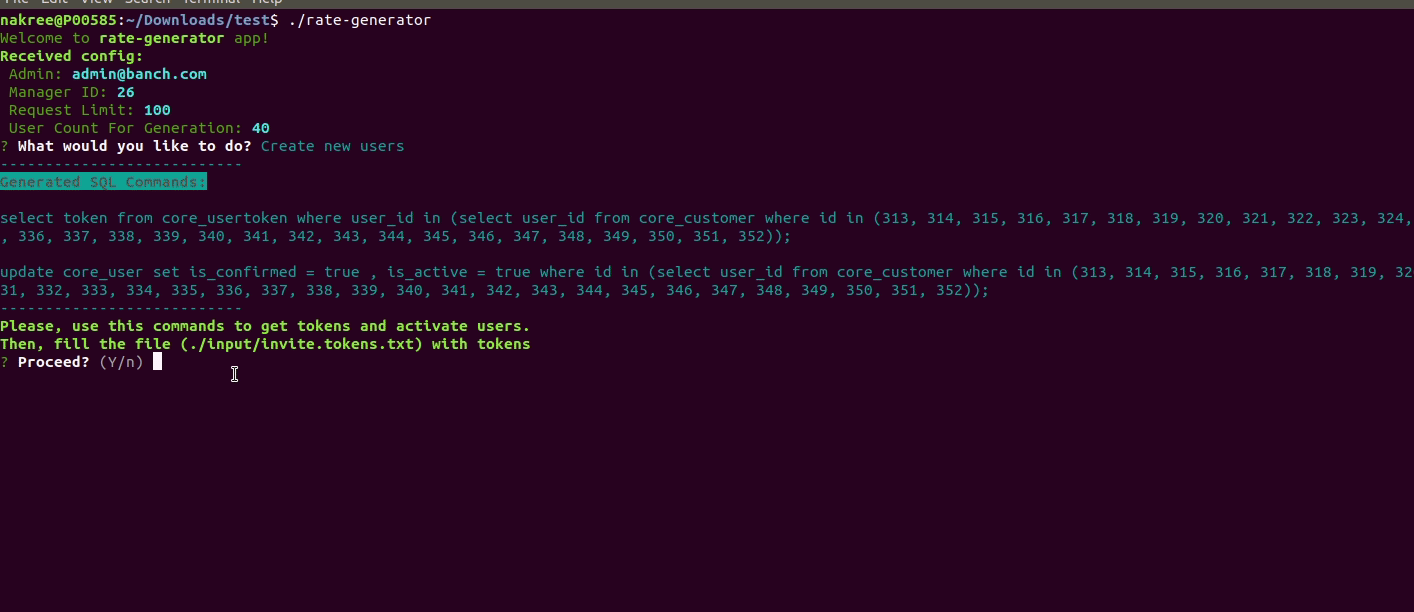 File Edit View Search Terminal Help
nakree@P00585:~/Downloads/test$ ./rate-generator
Welcome to rate-generator app!
Received config:
Admin: admin@banch.com
Manager ID: 26
Request Limit: 100
User Count For Generation: 40
? What would you like to do? Create new users
---------------------------
Generated SQL Commands:
select token from core_usertoken where user_id in (select user_id from core_customer where id in (313, 314, 315, 316, 317, 318, 319, 320, 321, 322, 323, 324,
, 336, 337, 338, 339, 340, 341, 342, 343, 344, 345, 346, 347, 348, 349, 350, 351, 352));
update core_user set is_confirmed = true , is_active = true where id in (select user_id from core_customer where id in (313, 314, 315, 316, 317, 318, 319, 32
31, 332, 333, 334, 335, 336, 337, 338, 339, 340, 341, 342, 343, 344, 345, 346, 347, 348, 349, 350, 351, 352));
---------------------------
Please, use this commands to get tokens and activate users.
Then, fill the file (./input/invite.tokens.txt) with tokens
? Proceed? (Y/n)